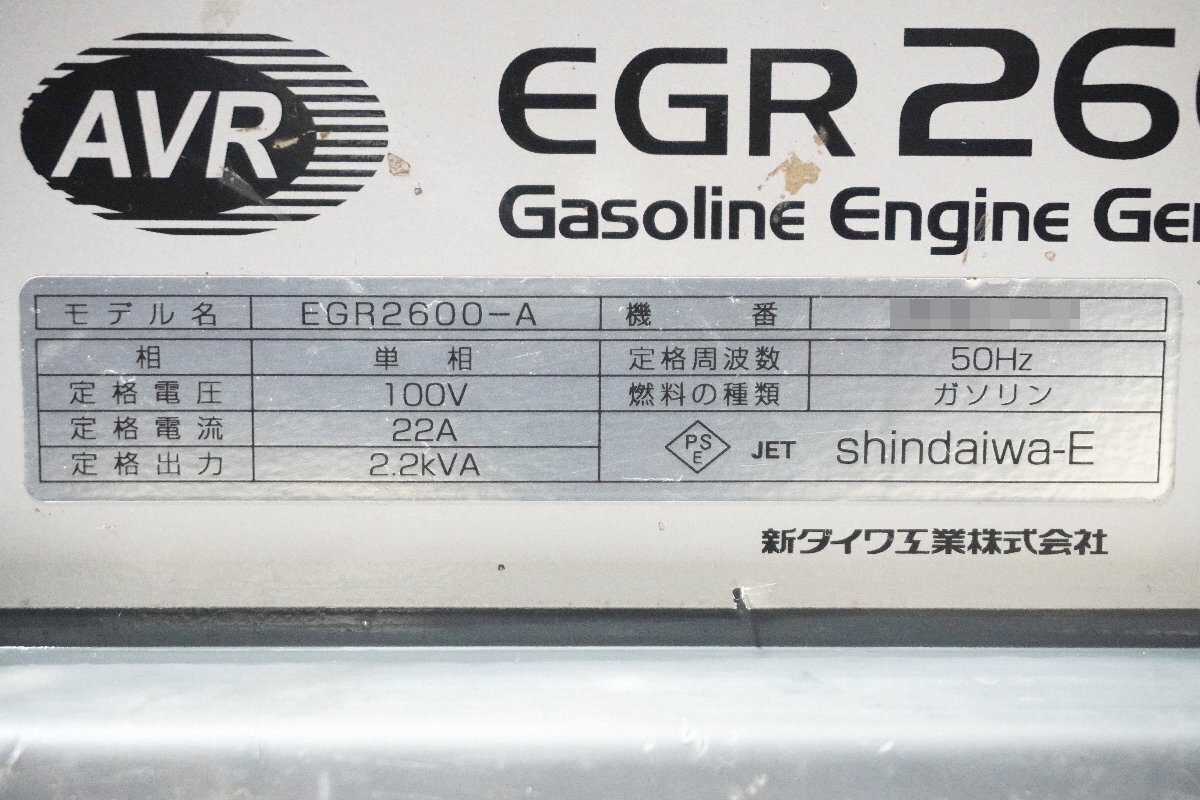 AVR
EGR 26
Gasoline Engine Ge
モデル名 EGR2600-A 機番
相 単相 定格周波数 50Hz
定格電圧 100V 燃料の種類 ガソリン
定格電流 22A
定格出力 2.2kVA
PS
E
JET shindaiwa-E
新ダイワ工業株式会社